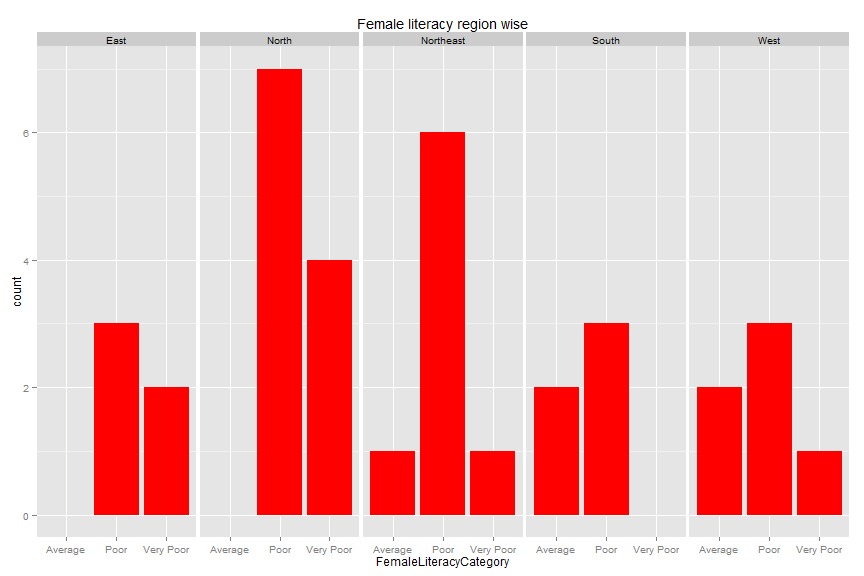 Female literacy region wise
East North Northeast South West
6
4
2
0
count
Average Poor Very Poor Average Poor Very Poor Average Poor Very Poor Average Poor Very Poor Average Poor Very Poor
FemaleLiteracyCategory